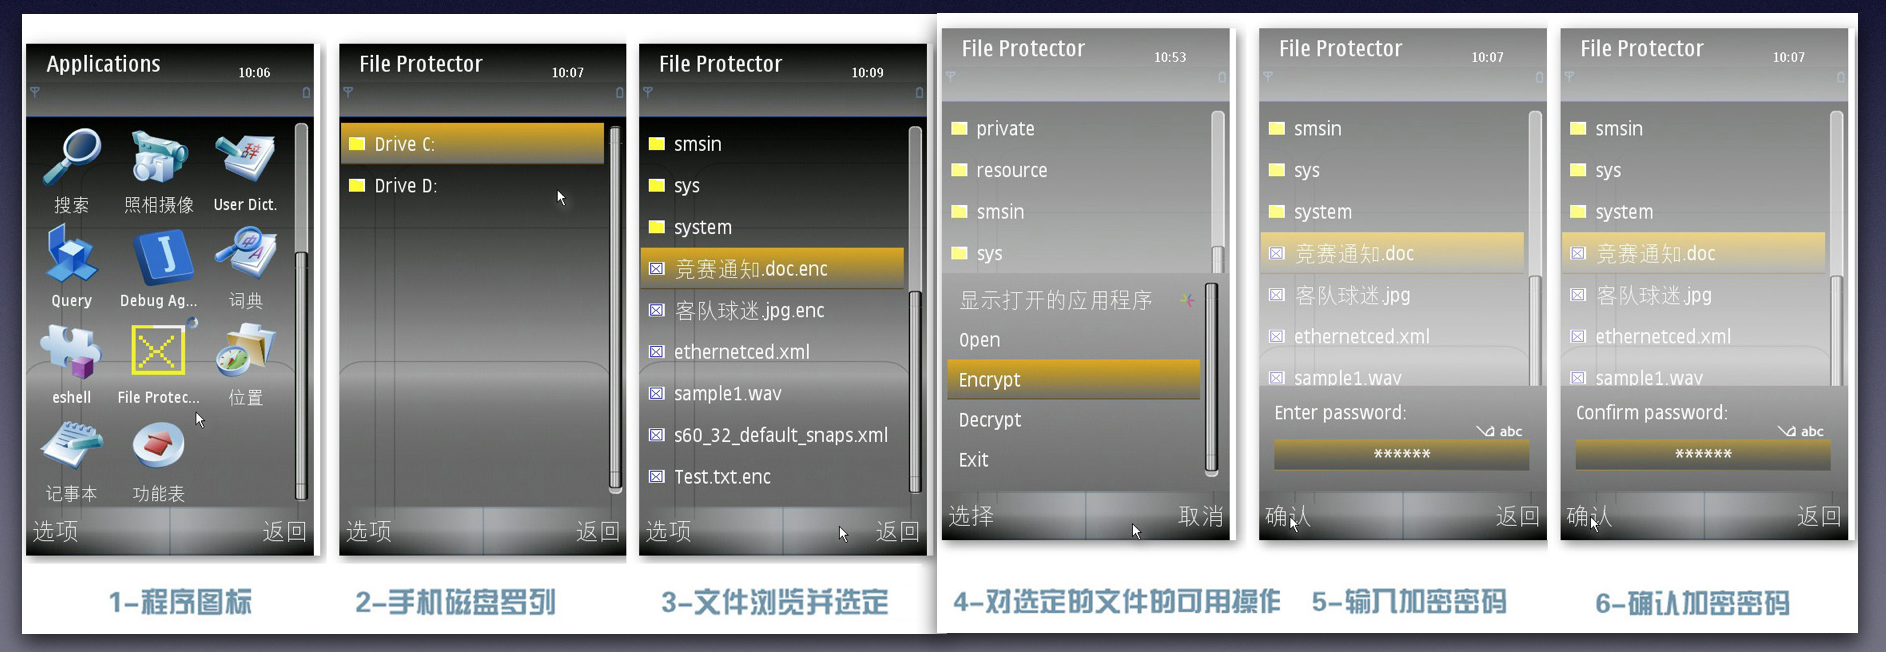 Applications
10:06
搜索
照相摄像
User Dict.
Query
Debug Ag...
词典
eshell
File Protec...
位置
记事本
功能表
选项
返回
1-程序图标
File Protector
10:07
Drive C:
Drive D:
选项
返回
2-手机磁盘罗列
File Protector
10:09
smsin
sys
system
竞赛通知.doc.enc
客队球迷.jpg.enc
ethernetced.xml
sample1.wav
s60_32_default_snaps.xml
Test.txt.enc
选项
返回
3-文件浏览并选定
File Protector
10:53
private
resource
smsin
sys
显示打开的应用程序
Open
Encrypt
Decrypt
Exit
选择
取消
4-对选定的文件的可用操作
File Protector
10:07
smsin
sys
system
竞赛通知.doc
客队球迷.jpg
ethernetced.xml
sample1.wav
Enter password:
abc
******
确认
返回
5-输入加密密码
File Protector
10:07
smsin
sys
system
竞赛通知.doc
客队球迷.jpg
ethernetced.xml
sample1.wav
Confirm password:
abc
******
确认
返回
6-确认加密密码